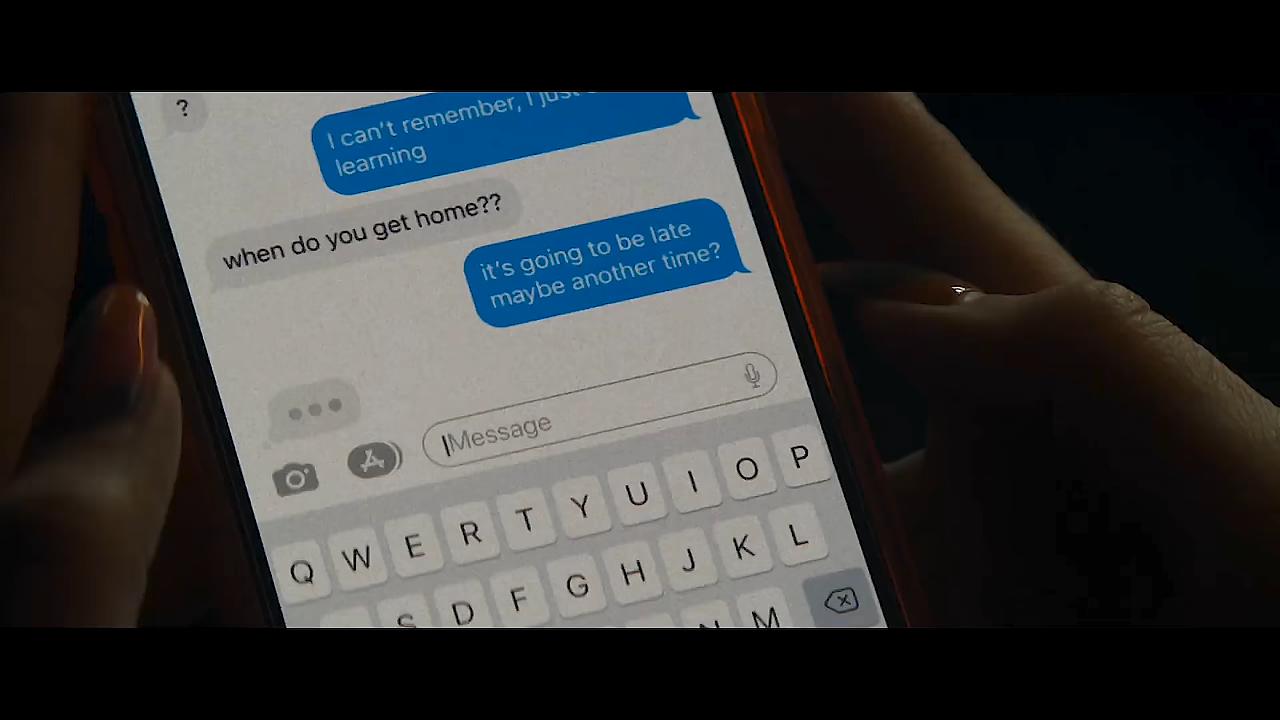 ?
I can't remember, I just
learning
when do you get home??
it's going to be late
maybe another time?
Message
Q W E R T Y U I O P
S D F G H J K L
N M